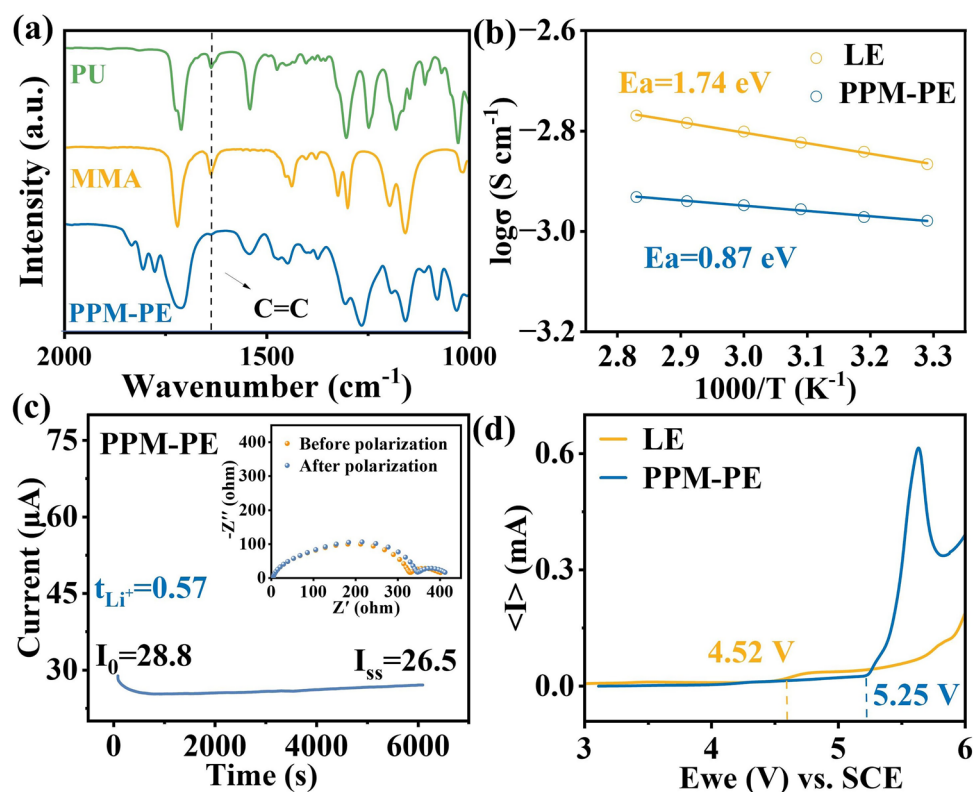 (a)
PU
MMA
PPM-PE
C=C
Intensity (a.u.)
2000
1500
1000
Wavenumber (cm⁻¹)
(b)
LE
PPM-PE
Ea=1.74 eV
Ea=0.87 eV
logσ (S cm⁻¹)
−2.6
−2.8
−3.0
−3.2
2.8
2.9
3.0
3.1
3.2
3.3
1000/T (K⁻¹)
(c)
PPM-PE
Current (μA)
75
60
45
30
t_Li⁺=0.57
I₀=28.8
Iss=26.5
0
2000
4000
6000
Time (s)
Before polarization
After polarization
-Z'' (ohm)
400
300
200
100
0
0
100
200
300
400
Z' (ohm)
(d)
LE
PPM-PE
<I> (mA)
0.6
0.3
0.0
4.52 V
5.25 V
3
4
5
6
Ewe (V) vs. SCE